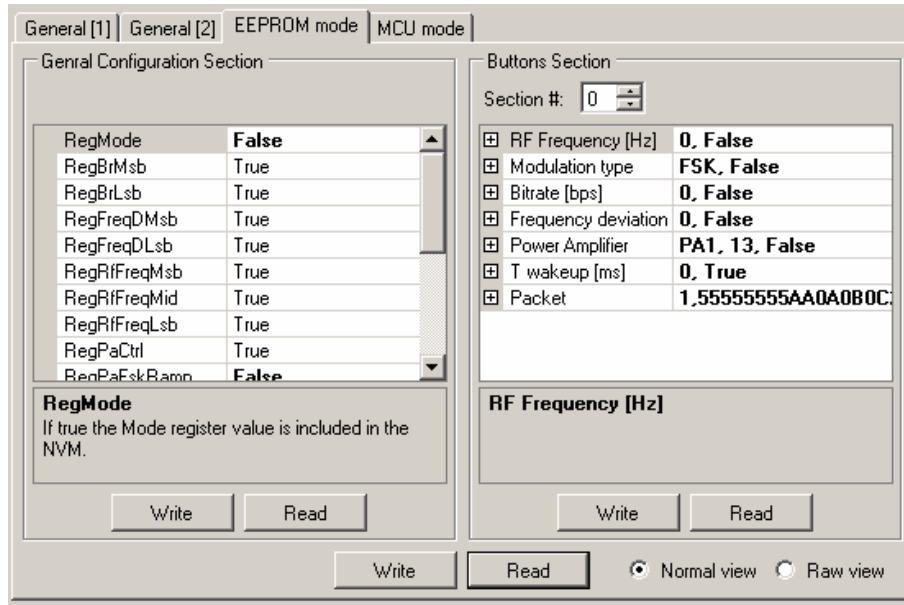 General [1] General [2] EEPROM mode MCU mode
Genral Configuration Section
RegMode False
RegBrMsb True
RegBrLsb True
RegFreqDMsb True
RegFreqDLsb True
RegRfFreqMsb True
RegRfFreqMid True
RegRfFreqLsb True
RegPaCtrl True
RegPaFskRamp False
RegMode
If true the Mode register value is included in the
NVM.
Write Read
Buttons Section
Section #: 0
RF Frequency [Hz] 0, False
Modulation type FSK, False
Bitrate [bps] 0, False
Frequency deviation 0, False
Power Amplifier PA1, 13, False
T wakeup [ms] 0, True
Packet 1,55555555AA0A0B0C
RF Frequency [Hz]
Write Read
Write Read Normal view Raw view